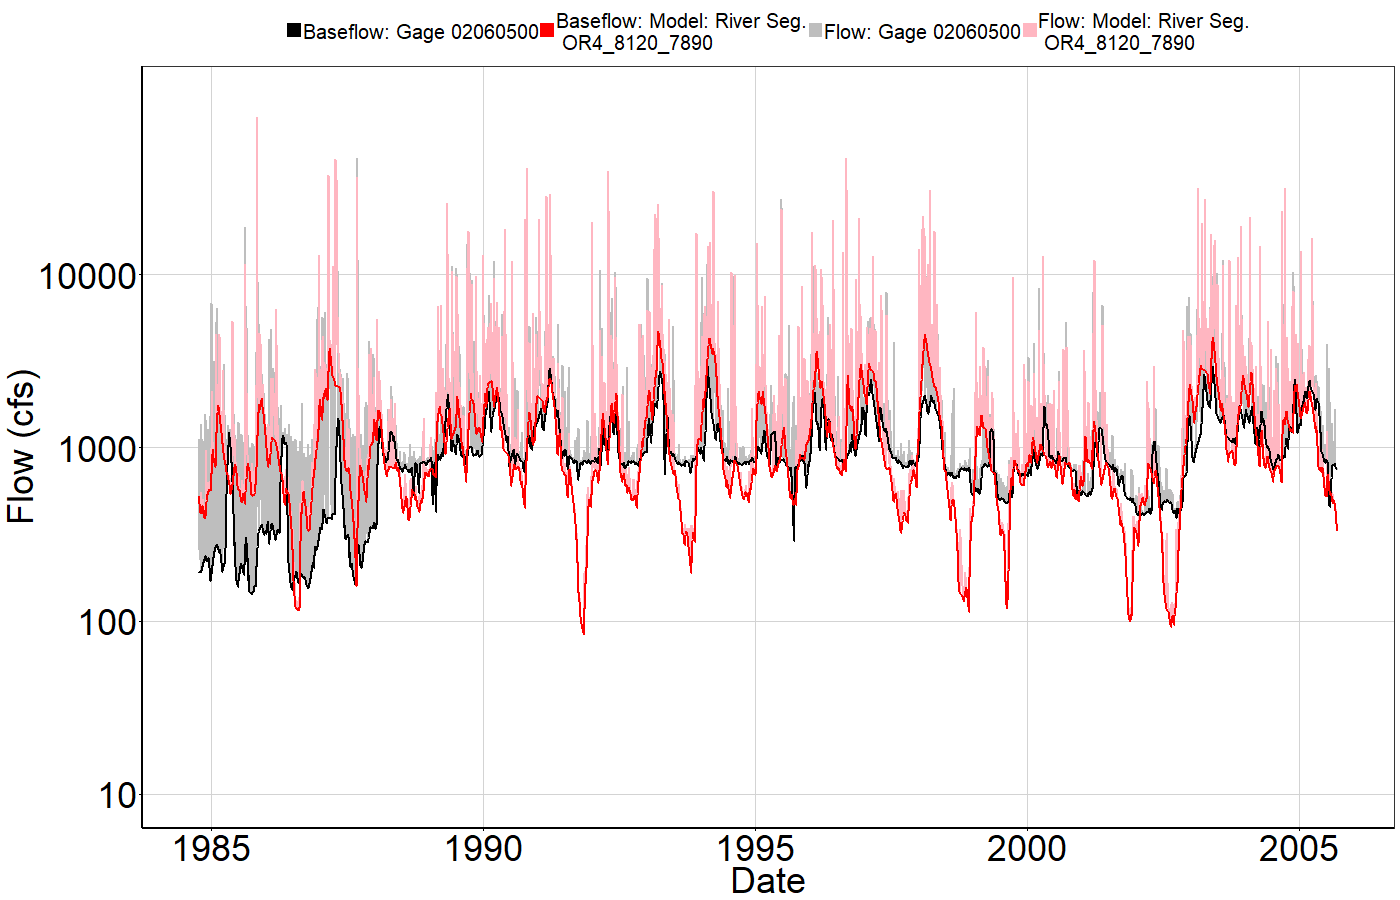 Baseflow: Gage 02060500 Baseflow: Model: River Seg. Flow: Gage 02060500 Flow: Model: River Seg.
OR4_8120_7890 OR4_8120_7890
Flow (cfs)
10000
1000
100
10
1985 1990 1995 2000 2005
Date